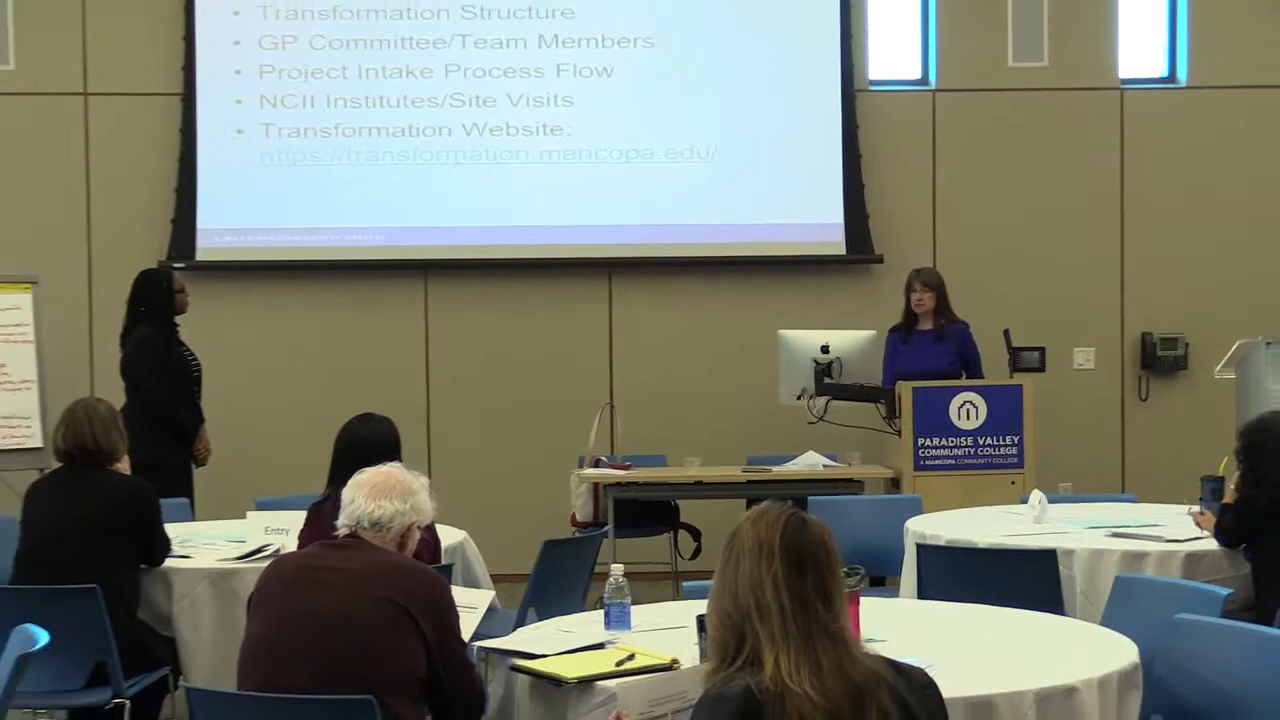 • Transformation Structure
• GP Committee/Team Members
• Project Intake Process Flow
• NCII Institutes/Site Visits
• Transformation Website:
https://transformation.maricopa.edu/
PARADISE VALLEY
COMMUNITY COLLEGE
A MARICOPA COMMUNITY COLLEGE
Entry